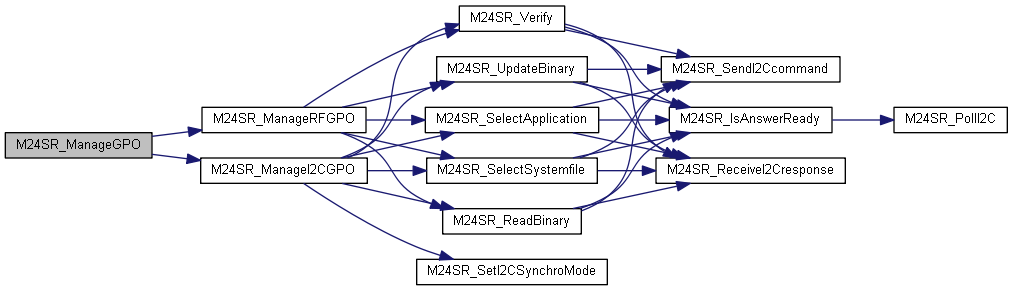 M24SR_Verify
M24SR_UpdateBinary
M24SR_SendI2Ccommand
M24SR_ManageRFGPO
M24SR_SelectApplication
M24SR_IsAnswerReady
M24SR_PollI2C
M24SR_ManageGPO
M24SR_ManageI2CGPO
M24SR_SelectSystemfile
M24SR_ReceiveI2Cresponse
M24SR_ReadBinary
M24SR_SetI2CSynchroMode